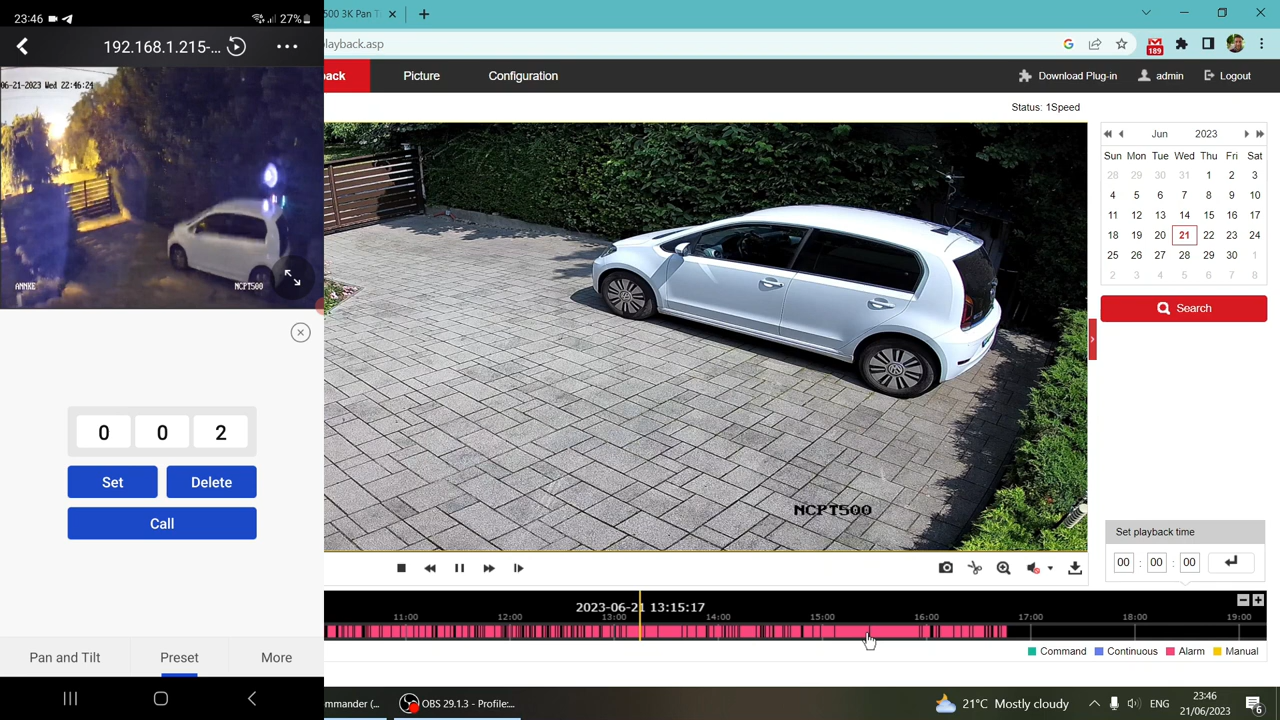 23:46
27%
192.168.1.215-...
06-21-2023 Wed 22:46:24
ANNKE
NCPT500
0 0 2
Set Delete
Call
Pan and Tilt Preset More
500 3K Pan T
playback.asp
189
back Picture Configuration
Download Plug-in admin Logout
Status: 1Speed
NCPT500
Jun 2023
Sun Mon Tue Wed Thu Fri Sat
28 29 30 31 1 2 3
4 5 6 7 8 9 10
11 12 13 14 15 16 17
18 19 20 21 22 23 24
25 26 27 28 29 30 1
2 3 4 5 6 7 8
Search
Set playback time
00 : 00 : 00
2023-06-21 13:15:17
11:00 12:00 13:00 14:00 15:00 16:00 17:00 18:00 19:00
Command Continuous Alarm Manual
mmander (... OBS 29.1.3 - Profile:... 21°C Mostly cloudy ENG 23:46
21/06/2023
6